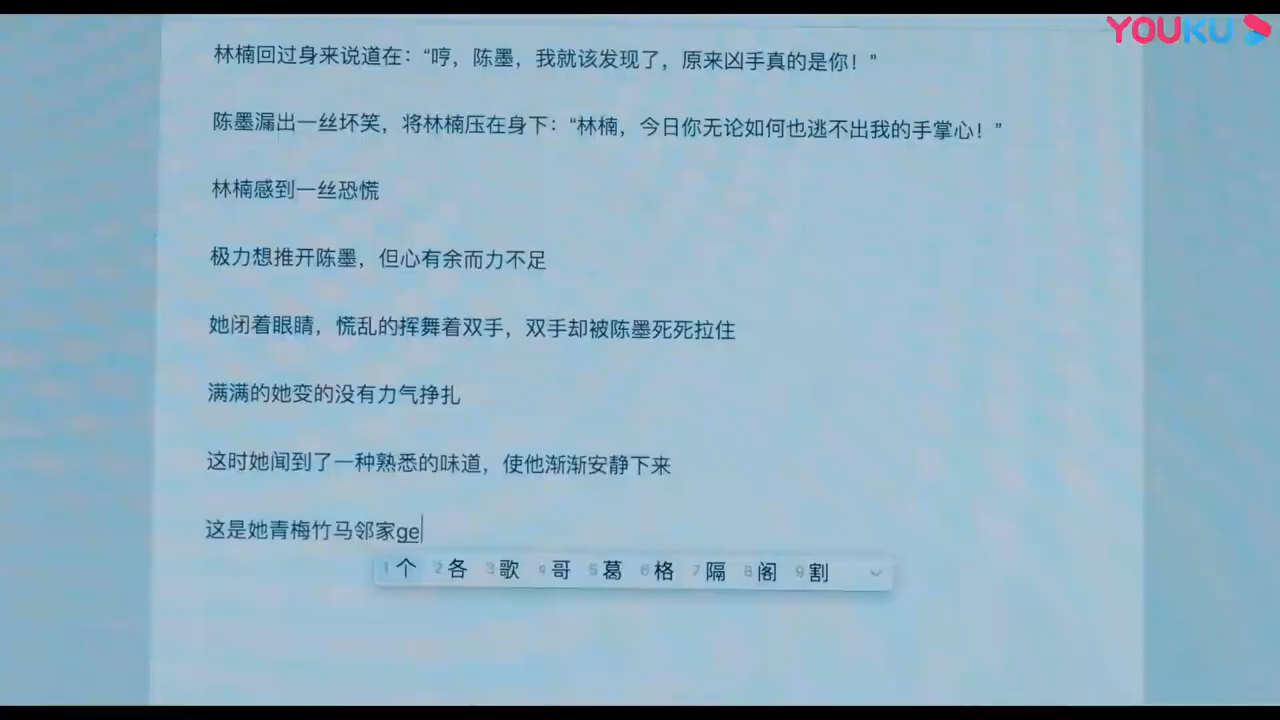 YOUKU
林楠回过身来说道在：“哼，陈墨，我就该发现了，原来凶手真的是你！”
陈墨漏出一丝坏笑，将林楠压在身下：“林楠，今日你无论如何也逃不出我的手掌心！”
林楠感到一丝恐慌
极力想推开陈墨，但心有余而力不足
她闭着眼睛，慌乱的挥舞着双手，双手却被陈墨死死拉住
满满的她变的没有力气挣扎
这时她闻到了一种熟悉的味道，使他渐渐安静下来
这是她青梅竹马邻家ge
1 个 2 各 3 歌 4 哥 5 葛 6 格 7 隔 8 阁 9 割